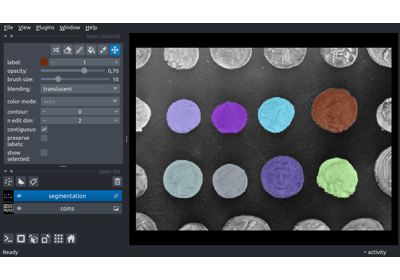 File View Plugins Window Help
layer controls
label: 1
opacity: 0,70
brush size: 10
blending: translucent
color mode: auto
contour: 0
n edit dim: 2
contiguous:
preserve
labels:
show
selected:
layer list
segmentation
coins
Ready activity